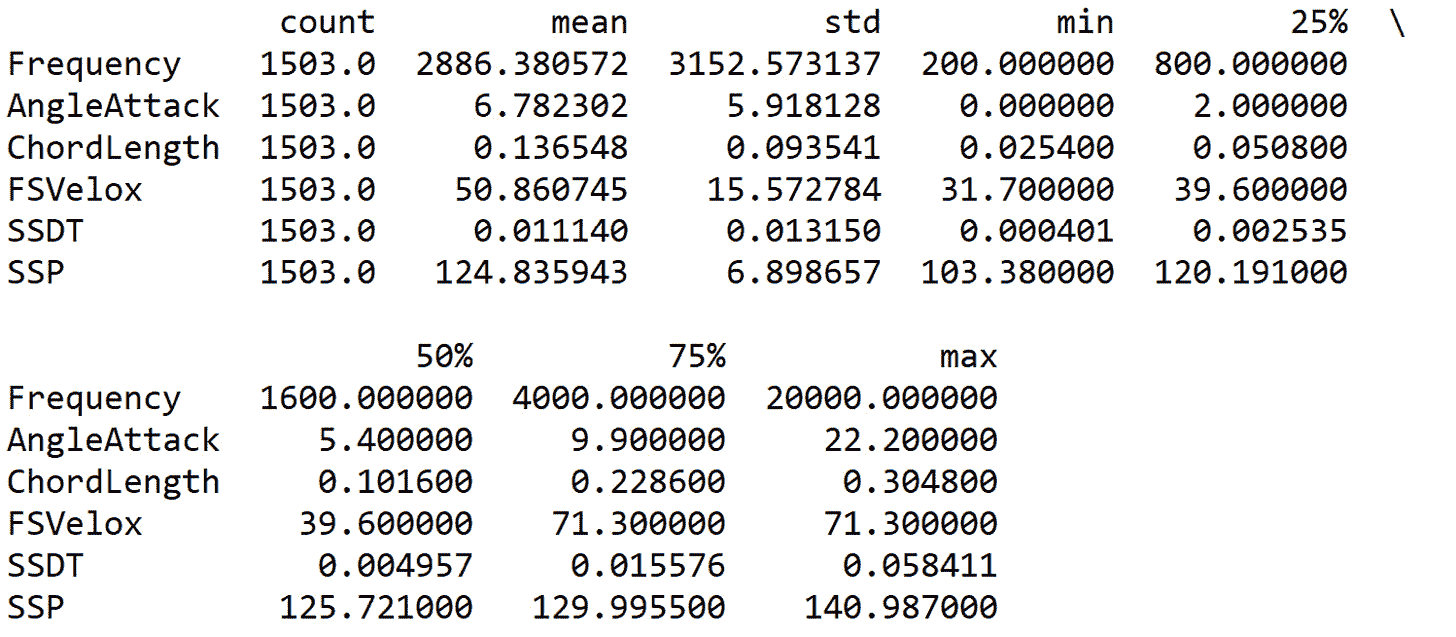 count mean std min 25% \
Frequency 1503.0 2886.380572 3152.573137 200.000000 800.000000
AngleAttack 1503.0 6.782302 5.918128 0.000000 2.000000
ChordLength 1503.0 0.136548 0.093541 0.025400 0.050800
FSVelox 1503.0 50.860745 15.572784 31.700000 39.600000
SSDT 1503.0 0.011140 0.013150 0.000401 0.002535
SSP 1503.0 124.835943 6.898657 103.380000 120.191000
50% 75% max
Frequency 1600.000000 4000.000000 20000.000000
AngleAttack 5.400000 9.900000 22.200000
ChordLength 0.101600 0.228600 0.304800
FSVelox 39.600000 71.300000 71.300000
SSDT 0.004957 0.015576 0.058411
SSP 125.721000 129.995500 140.987000